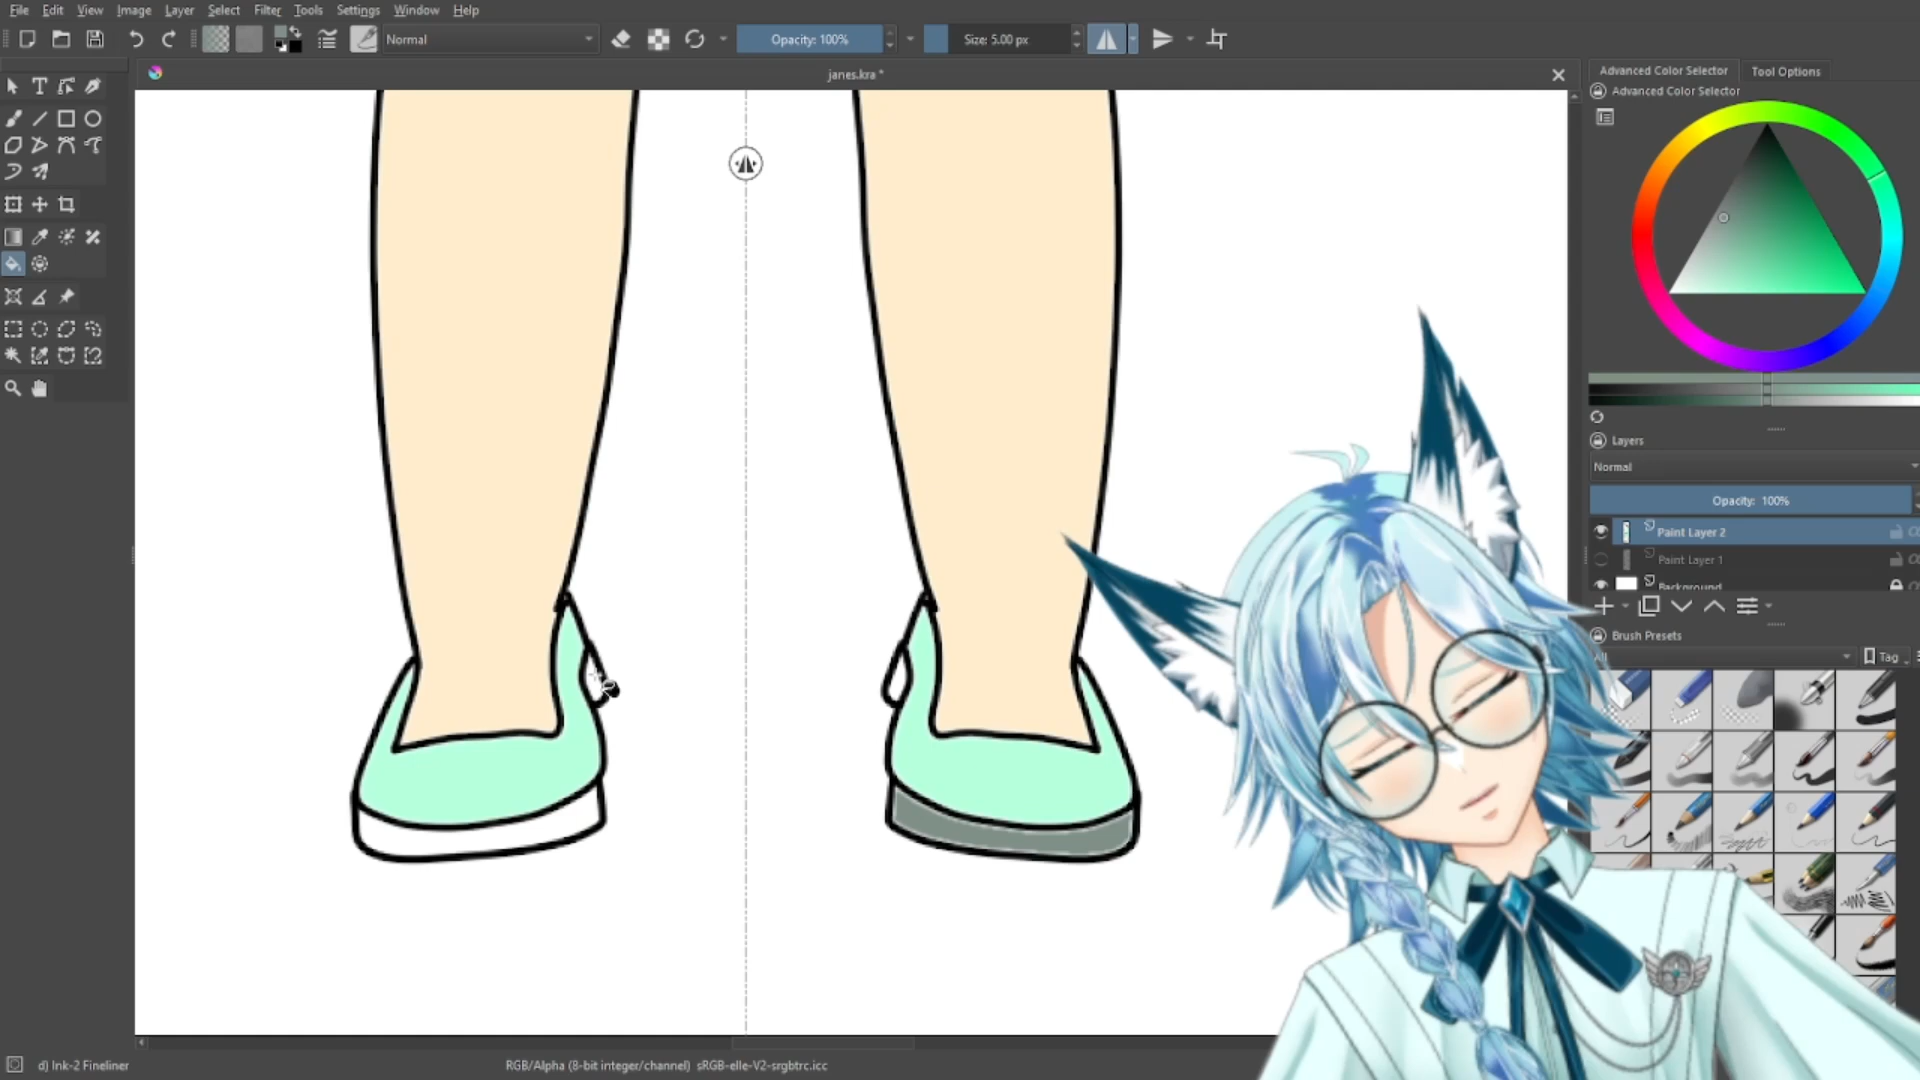 File Edit View Image Layer Select Filter Tools Settings Window Help
Normal Opacity: 100% Size: 5.00 px
janes.kra *
Advanced Color Selector Tool Options
Advanced Color Selector
Layers
Normal
Opacity: 100%
Paint Layer 2
Paint Layer 1
Background
Brush Presets
Tag
d) Ink-2 Fineliner RGB/Alpha (8-bit integer/channel) sRGB-elle-V2-srgbtrc.icc